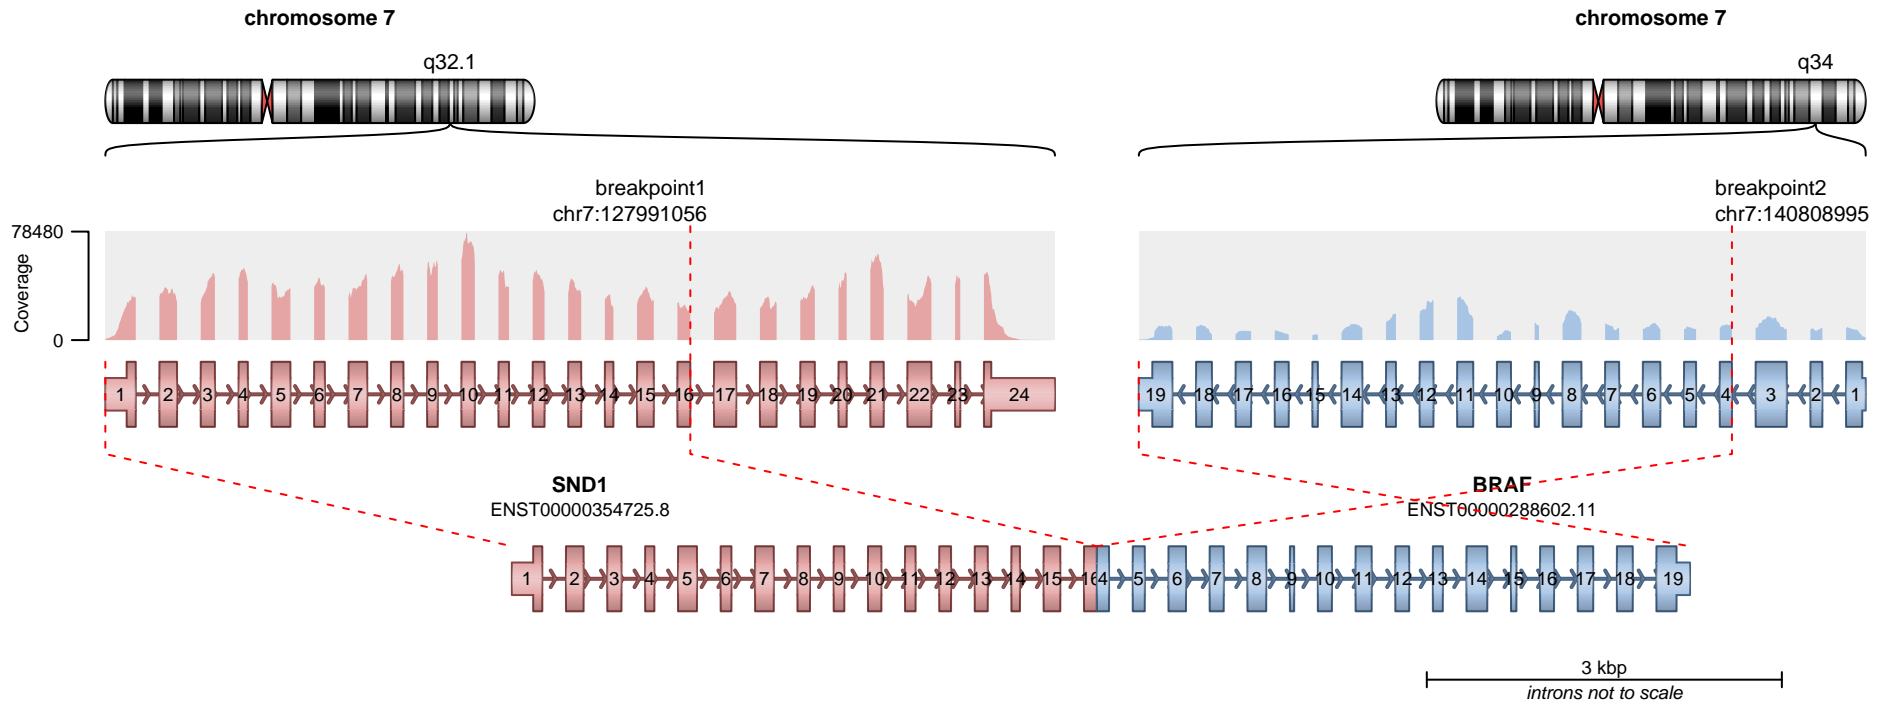 chromosome 7
chromosome 7
q32.1
q34
breakpoint1
chr7:127991056
breakpoint2
chr7:140808995
78480
Coverage
0
1 2 3 4 5 6 7 8 9 10 11 12 13 14 15 16 17 18 19 20 21 22 23 24
19 18 17 16 15 14 13 12 11 10 9 8 7 6 5 4 3 2 1
SND1
ENST00000354725.8
BRAF
ENST00000288602.11
1 2 3 4 5 6 7 8 9 10 11 12 13 14 15 16 4 5 6 7 8 9 10 11 12 13 14 15 16 17 18 19
3 kbp
introns not to scale